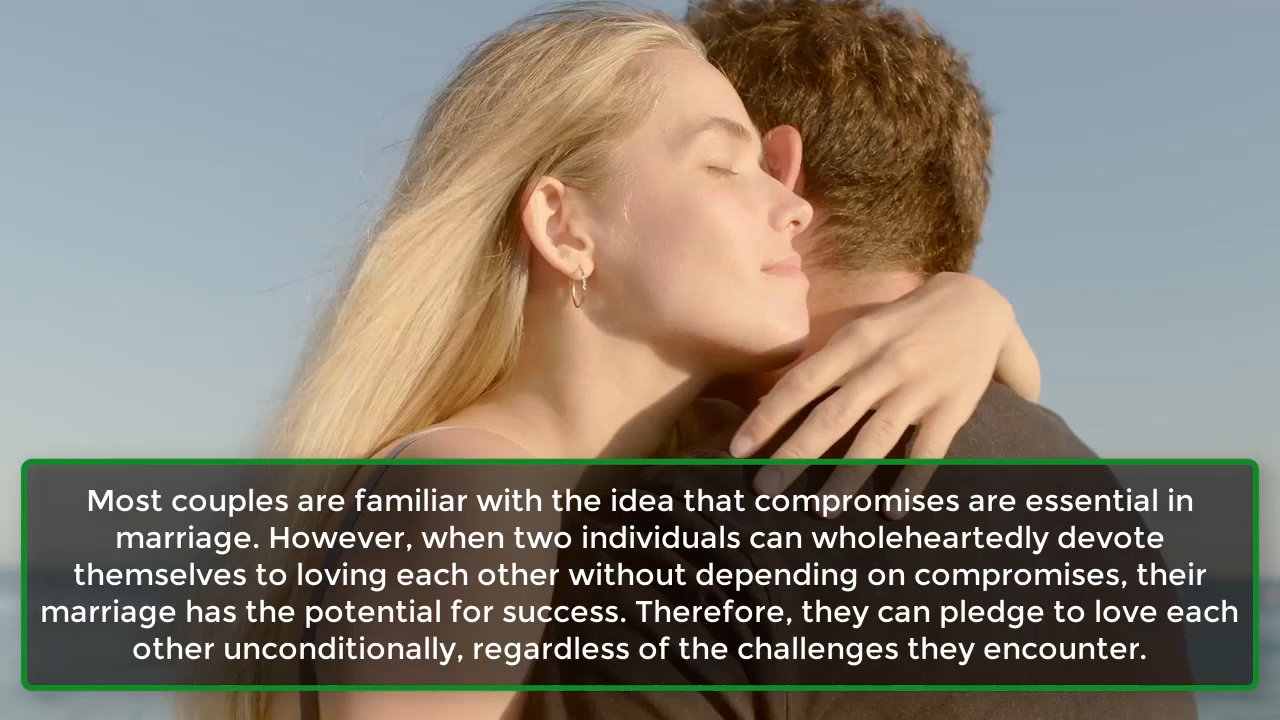 Most couples are familiar with the idea that compromises are essential in
marriage. However, when two individuals can wholeheartedly devote
themselves to loving each other without depending on compromises, their
marriage has the potential for success. Therefore, they can pledge to love each
other unconditionally, regardless of the challenges they encounter.